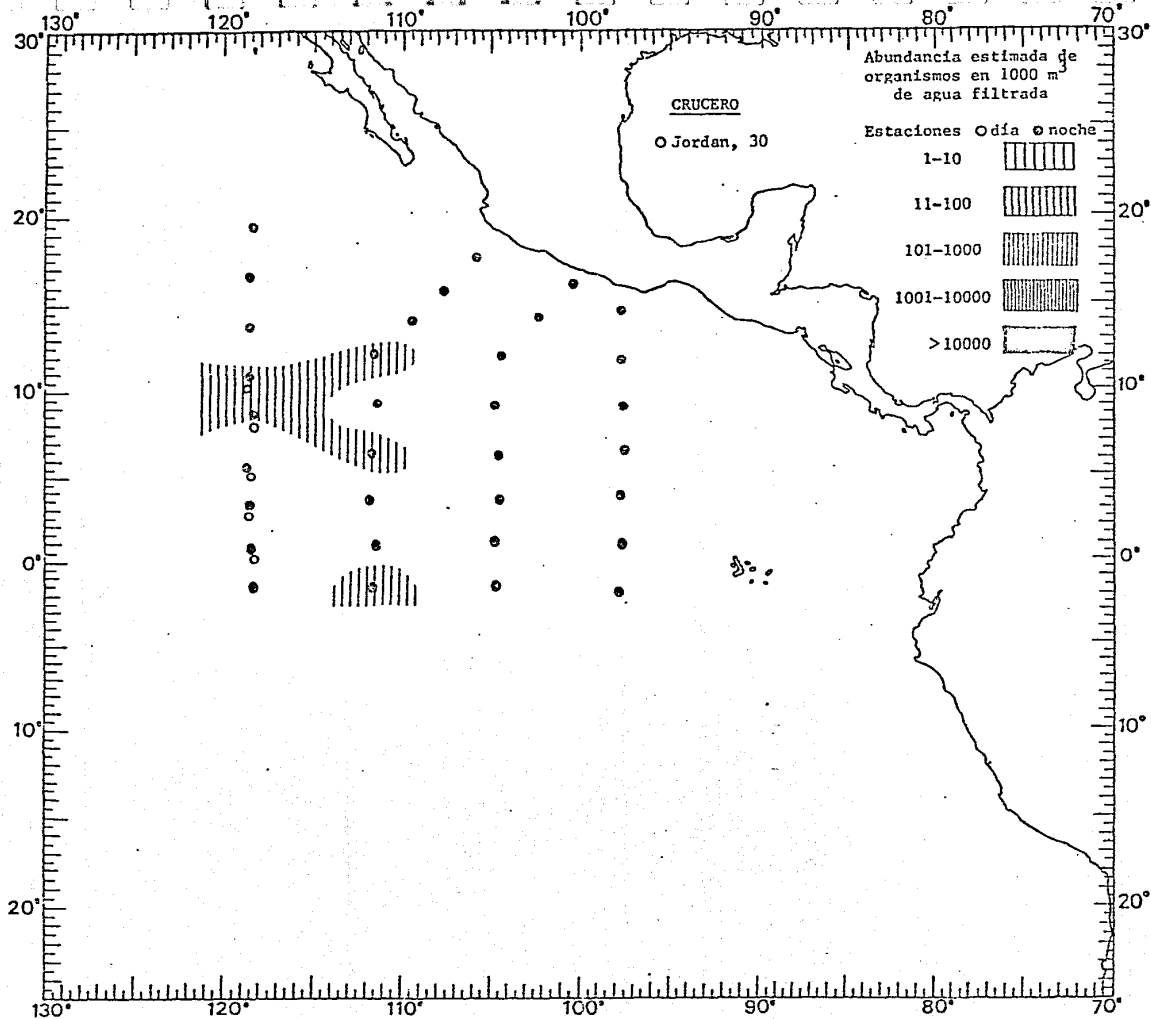 130° 120° 110° 100° 90° 80° 70°
30° 30°
Abundancia estimada de
organismos en 1000 m³
de agua filtrada
CRUCERO
Jordan, 30
Estaciones día noche
1-10
11-100
101-1000
1001-10000
>10000
20° 20°
10° 10°
0° 0°
10° 10°
20° 20°
130° 120° 110° 100° 90° 80° 70°